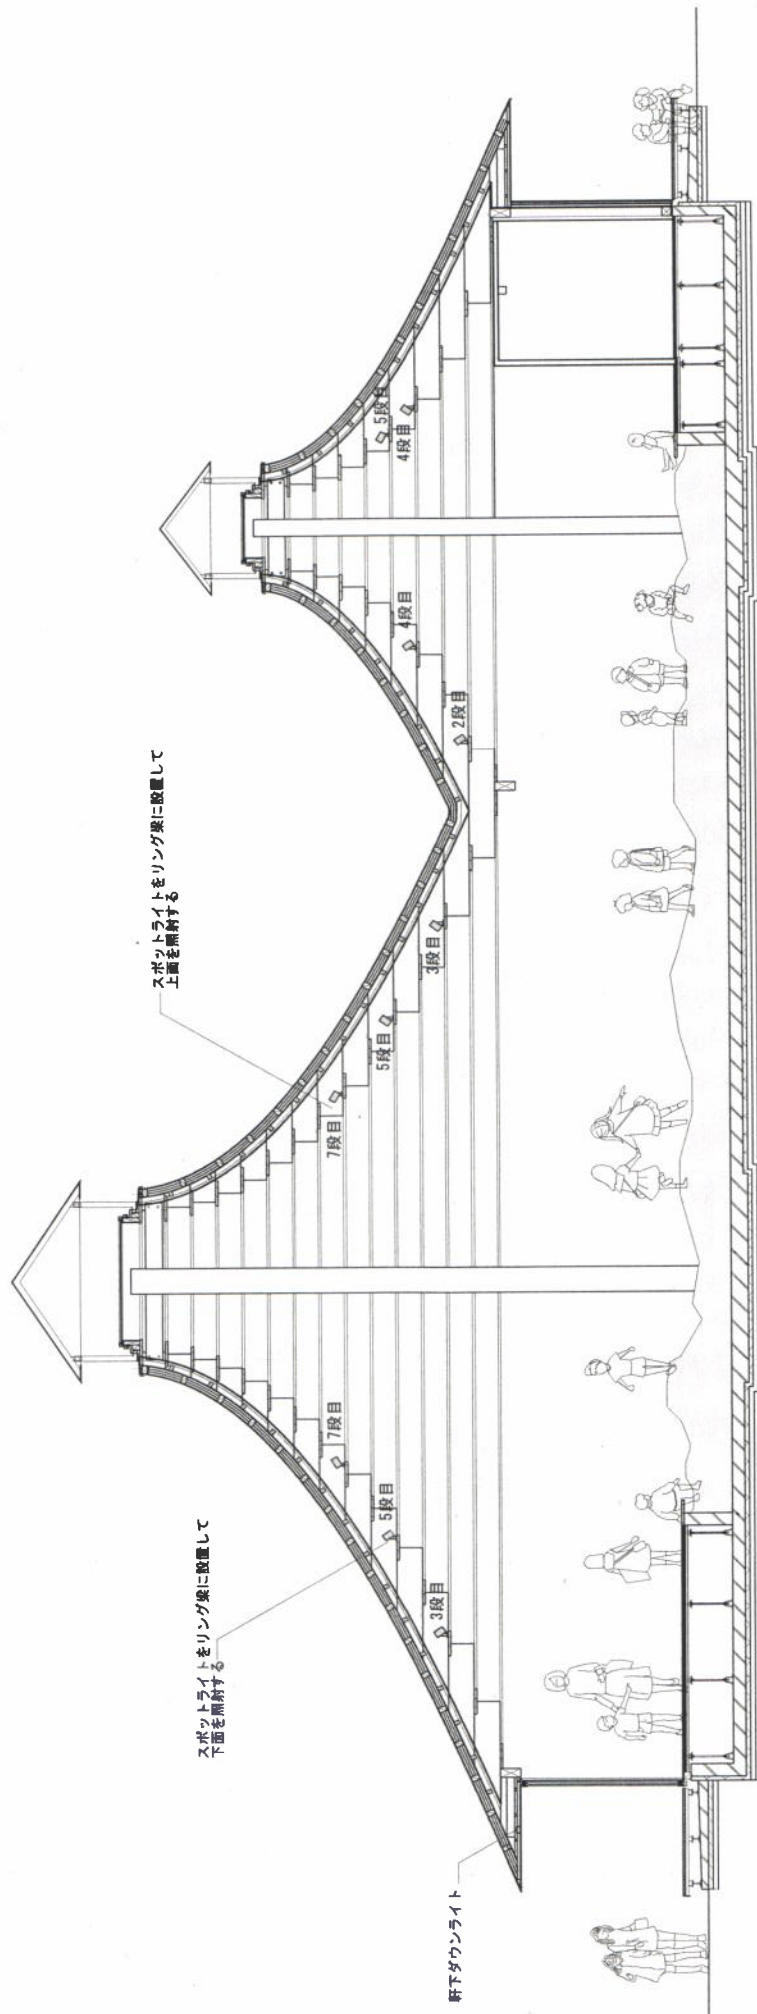 スポットライトをリング梁に設置して
上面を照射する
スポットライトをリング梁に設置して
下面を照射する
7段目
7段目
5段目
5段目
5段目
4段目
4段目
3段目
3段目
2段目
軒下ダウンライト